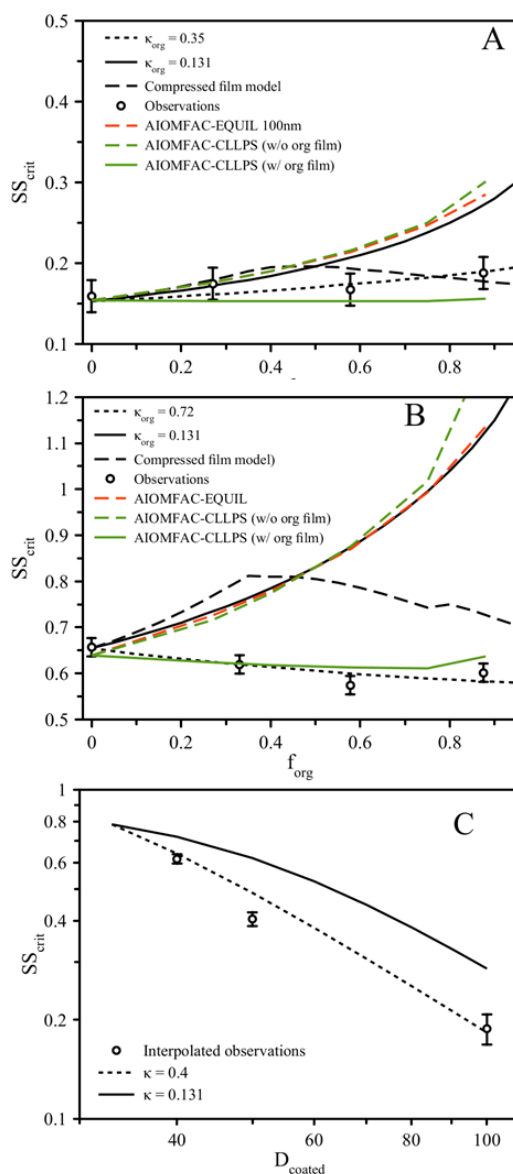 A
κorg = 0.35
κorg = 0.131
Compressed film model
Observations
AIOMFAC-EQUIL 100nm
AIOMFAC-CLLPS (w/o org film)
AIOMFAC-CLLPS (w/ org film)
SScrit
0.5
0.4
0.3
0.2
0.1
0 0.2 0.4 0.6 0.8
B
κorg = 0.72
κorg = 0.131
Compressed film model)
Observations
AIOMFAC-EQUIL
AIOMFAC-CLLPS (w/o org film)
AIOMFAC-CLLPS (w/ org film)
SScrit
1.2
1.1
1
0.9
0.8
0.7
0.6
0.5
0 0.2 0.4 0.6 0.8
forg
C
SScrit
1
0.8
0.6
0.4
0.2
0.1
Interpolated observations
κ = 0.4
κ = 0.131
40 60 80 100
Dcoated